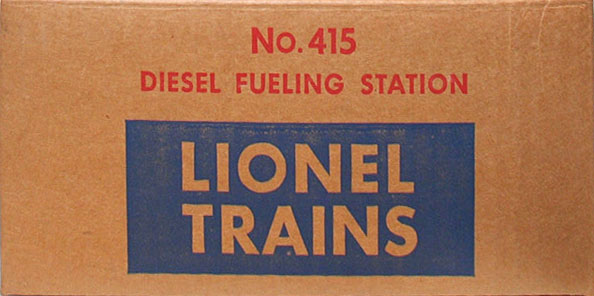 No. 415
DIESEL FUELING STATION
LIONEL
TRAINS